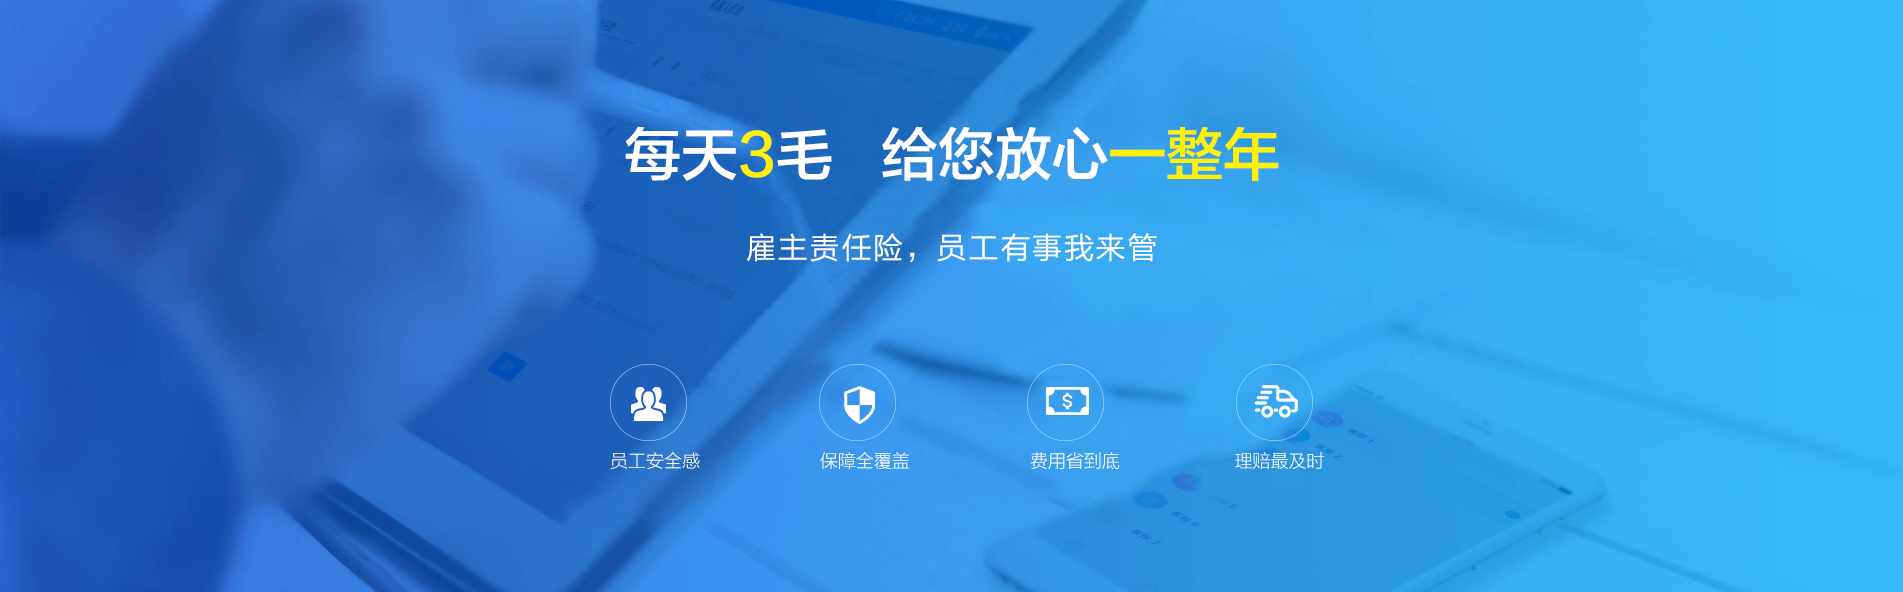 每天3毛 给您放心一整年
雇主责任险，员工有事我来管
员工安全感
保障全覆盖
费用省到底
理赔最及时